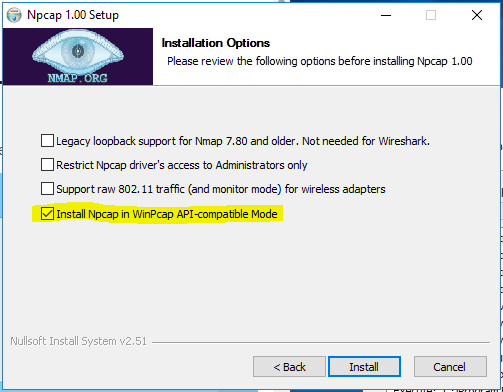 Npcap 1.00 Setup
NMAP.ORG
Installation Options
Please review the following options before installing Npcap 1.00
Legacy loopback support for Nmap 7.80 and older. Not needed for Wireshark.
Restrict Npcap driver's access to Administrators only
Support raw 802.11 traffic (and monitor mode) for wireless adapters
Install Npcap in WinPcap API-compatible Mode
Nullsoft Install System v2.51
< Back
Install
Cancel